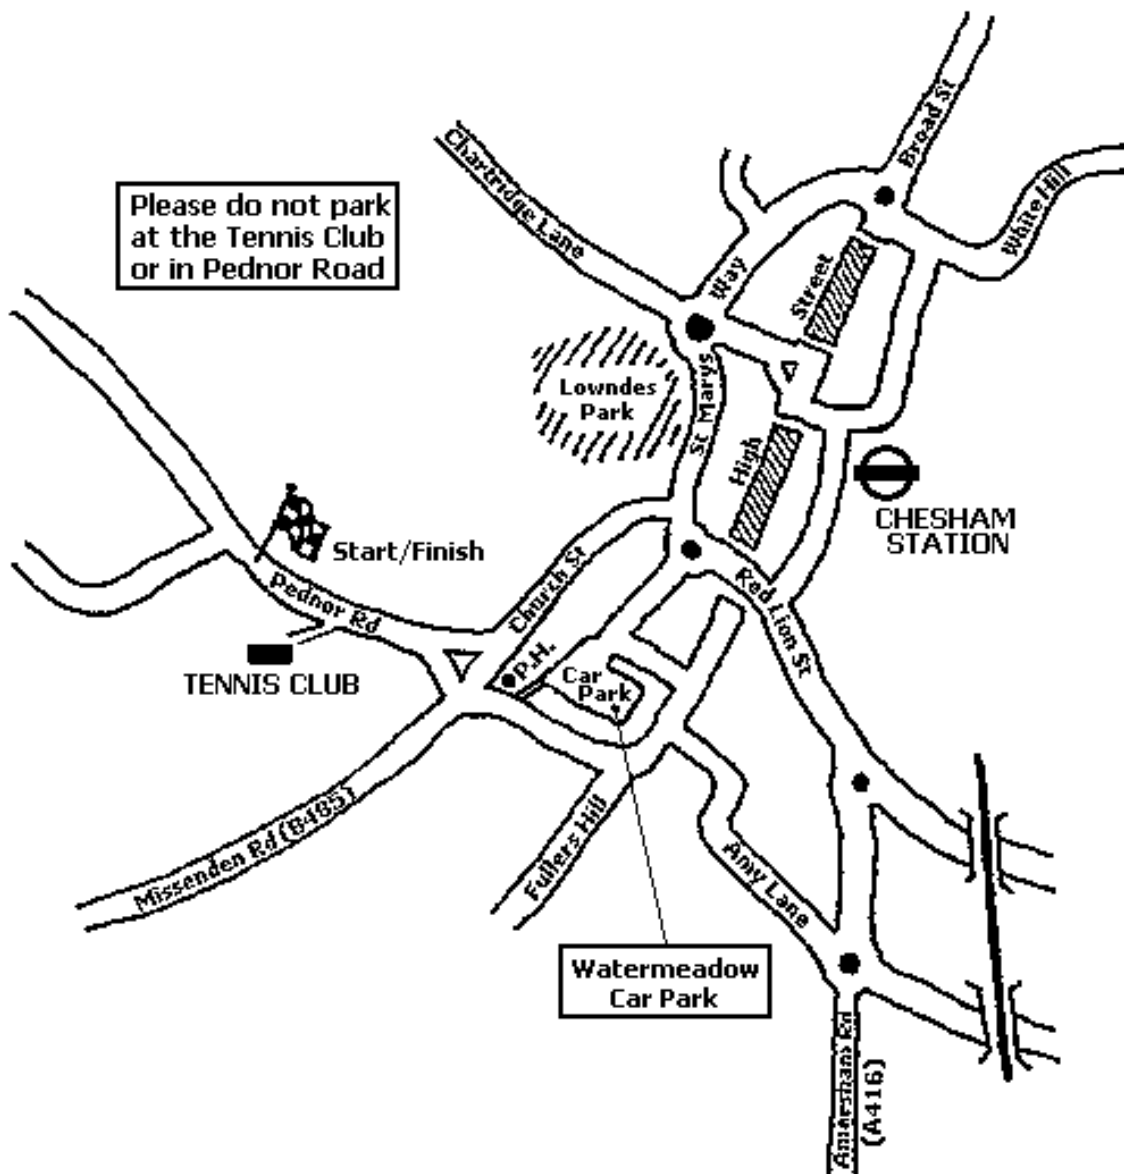 Broad St
Chartridge Lane
White Hill
Please do not park
at the Tennis Club
or in Pednor Road
Way
Street
Lowndes
Park
St Marys
High
CHESHAM
STATION
Start/Finish
Pednor Rd
Church St
Red Lion St
P.H.
Car
Park
TENNIS CLUB
Missenden Rd (B485)
Fullers Hill
Amy Lane
Watermeadow
Car Park
Amersham Rd
(A416)